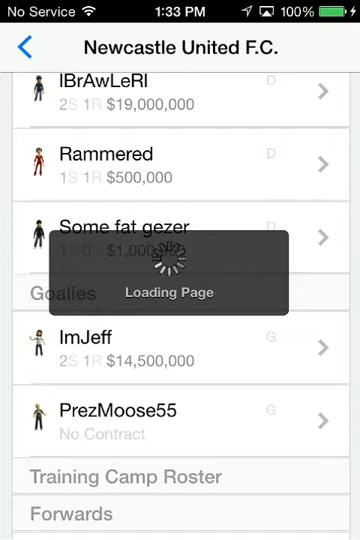 No Service 1:33 PM 100%
Newcastle United F.C.
IBrAwLeRI D
2S 1R $19,000,000
Rammered D
1S 1R $500,000
Some fat gezer D
Loading Page
Goalies
ImJeff G
2S 1R $14,500,000
PrezMoose55 G
No Contract
Training Camp Roster
Forwards